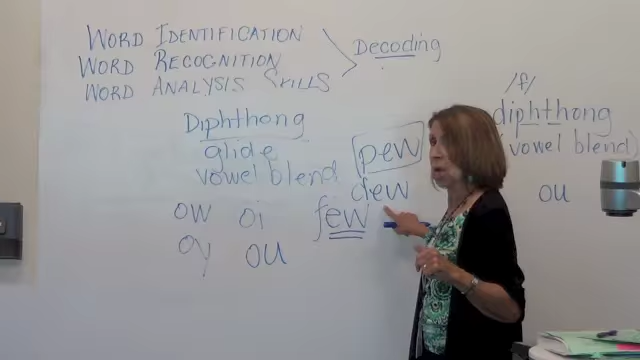 WORD IDENTIFICATION
WORD RECOGNITION
WORD ANALYSIS SKILLS
Decoding
Diphthong
glide
vowel blend
ow oi
oy ou
pew
dew
few
/f/
diphthong
(vowel blend)
ou